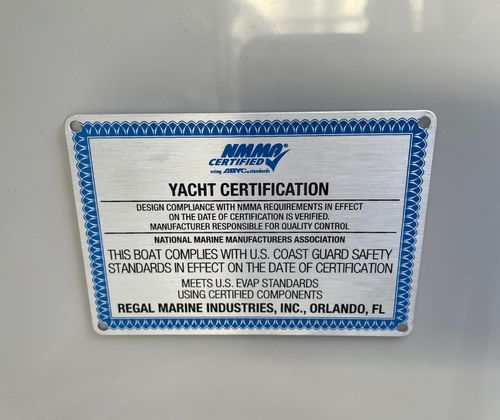 NMMA
CERTIFIED
using ABYC standards
YACHT CERTIFICATION
DESIGN COMPLIANCE WITH NMMA REQUIREMENTS IN EFFECT
ON THE DATE OF CERTIFICATION IS VERIFIED.
MANUFACTURER RESPONSIBLE FOR QUALITY CONTROL
NATIONAL MARINE MANUFACTURERS ASSOCIATION
THIS BOAT COMPLIES WITH U.S. COAST GUARD SAFETY
STANDARDS IN EFFECT ON THE DATE OF CERTIFICATION
MEETS U.S. EVAP STANDARDS
USING CERTIFIED COMPONENTS
REGAL MARINE INDUSTRIES, INC., ORLANDO, FL